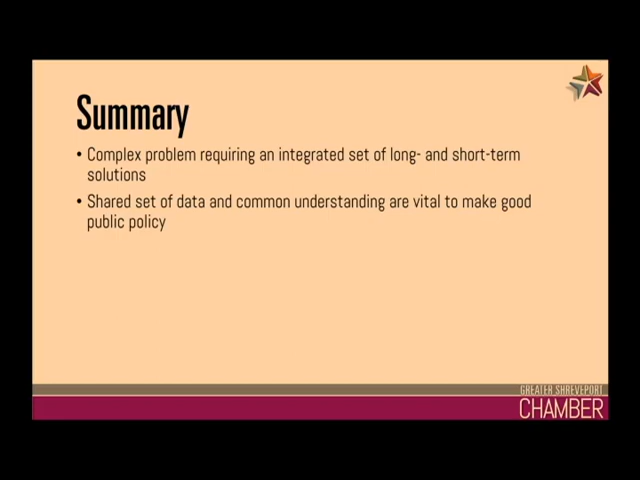 Summary
• Complex problem requiring an integrated set of long- and short-term
solutions
• Shared set of data and common understanding are vital to make good
public policy
GREATER SHREVEPORT
CHAMBER